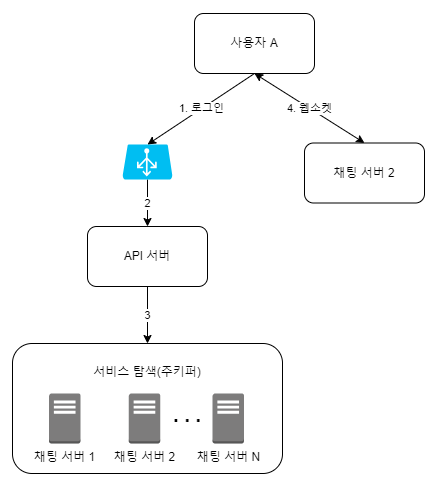 사용자 A
1. 로그인
4. 웹소켓
채팅 서버 2
2
API 서버
3
서비스 탐색(주키퍼)
채팅 서버 1
채팅 서버 2
채팅 서버 N